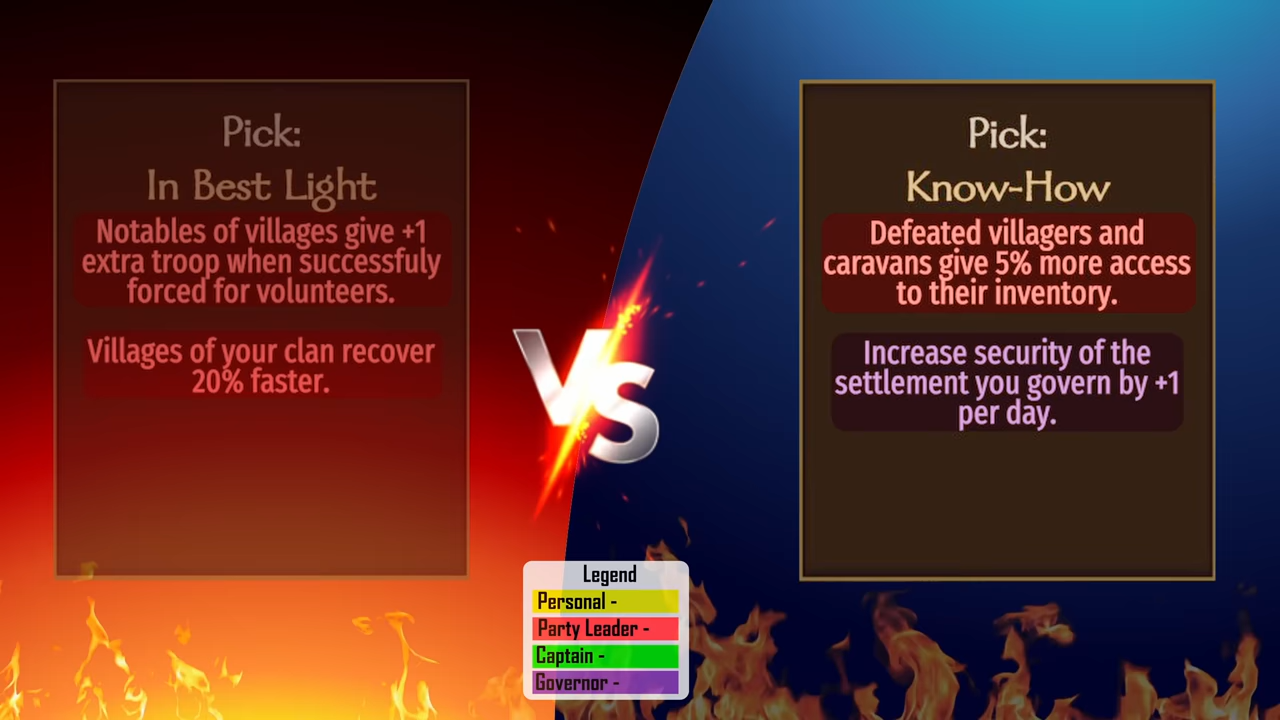 Pick:
In Best Light
Notables of villages give +1
extra troop when successfuly
forced for volunteers.
Villages of your clan recover
20% faster.
VS
Pick:
Know-How
Defeated villagers and
caravans give 5% more access
to their inventory.
Increase security of the
settlement you govern by +1
per day.
Legend
Personal -
Party Leader -
Captain -
Governor -